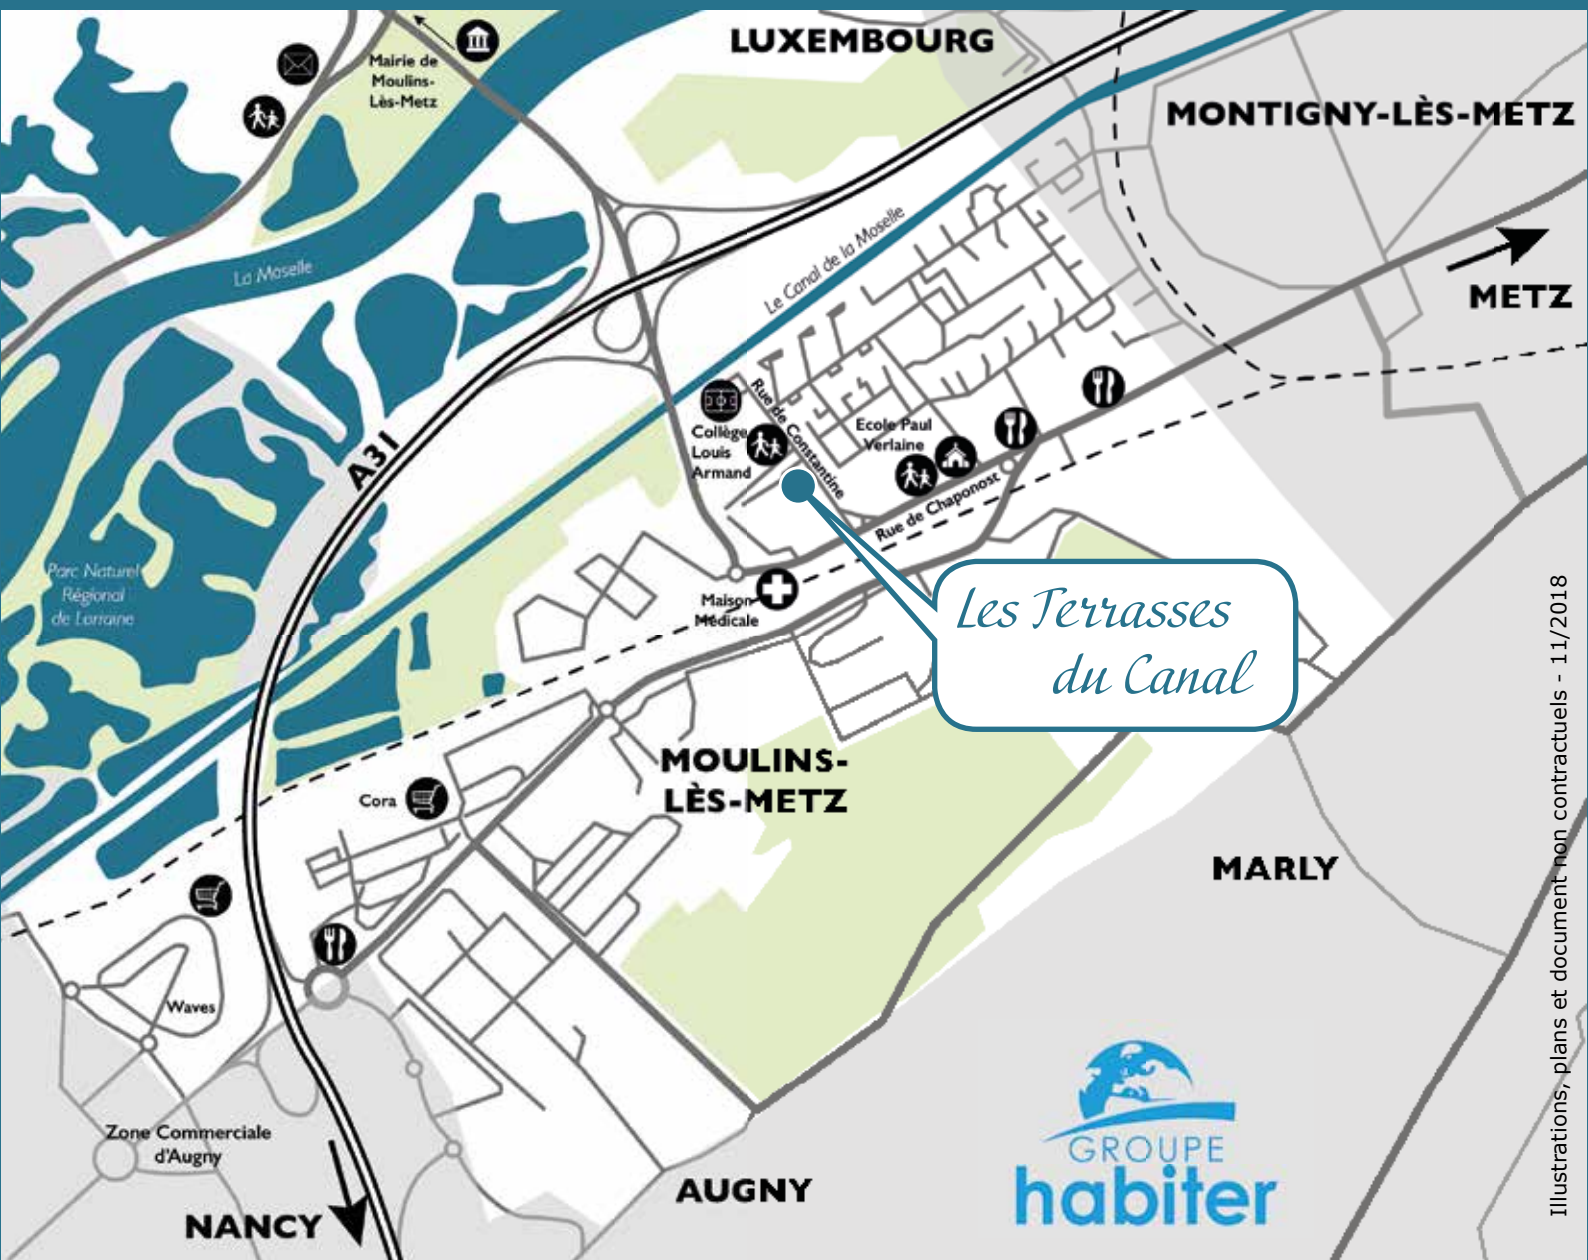 LUXEMBOURG
Mairie de
Moulins-
Lès-Metz
MONTIGNY-LÈS-METZ
La Moselle
Le Canal de la Moselle
METZ
A31
Rue de Constantine
Collège
Louis
Armand
Ecole Paul
Verlaine
Rue de Chaponost
Parc Naturel
Régional
de Lorraine
Maison
Médicale
Les Terrasses
du Canal
MOULINS-
LÈS-METZ
Cora
MARLY
Waves
Zone Commerciale
d'Augny
NANCY
AUGNY
GROUPE
habiter
Illustrations, plans et document non contractuels - 11/2018